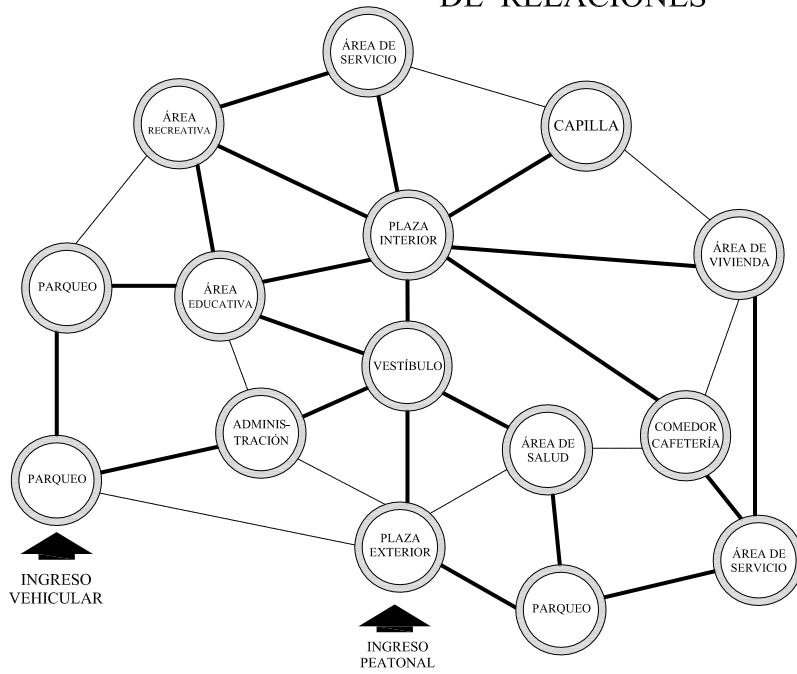 DE RELACIONES
ÁREA DE
SERVICIO
ÁREA
RECREATIVA
CAPILLA
PLAZA
INTERIOR
ÁREA DE
VIVIENDA
PARQUEO
ÁREA
EDUCATIVA
VESTÍBULO
ADMINIS-
TRACIÓN
COMEDOR
CAFETERÍA
ÁREA DE
SALUD
PARQUEO
PLAZA
EXTERIOR
ÁREA DE
SERVICIO
PARQUEO
INGRESO
VEHICULAR
INGRESO
PEATONAL